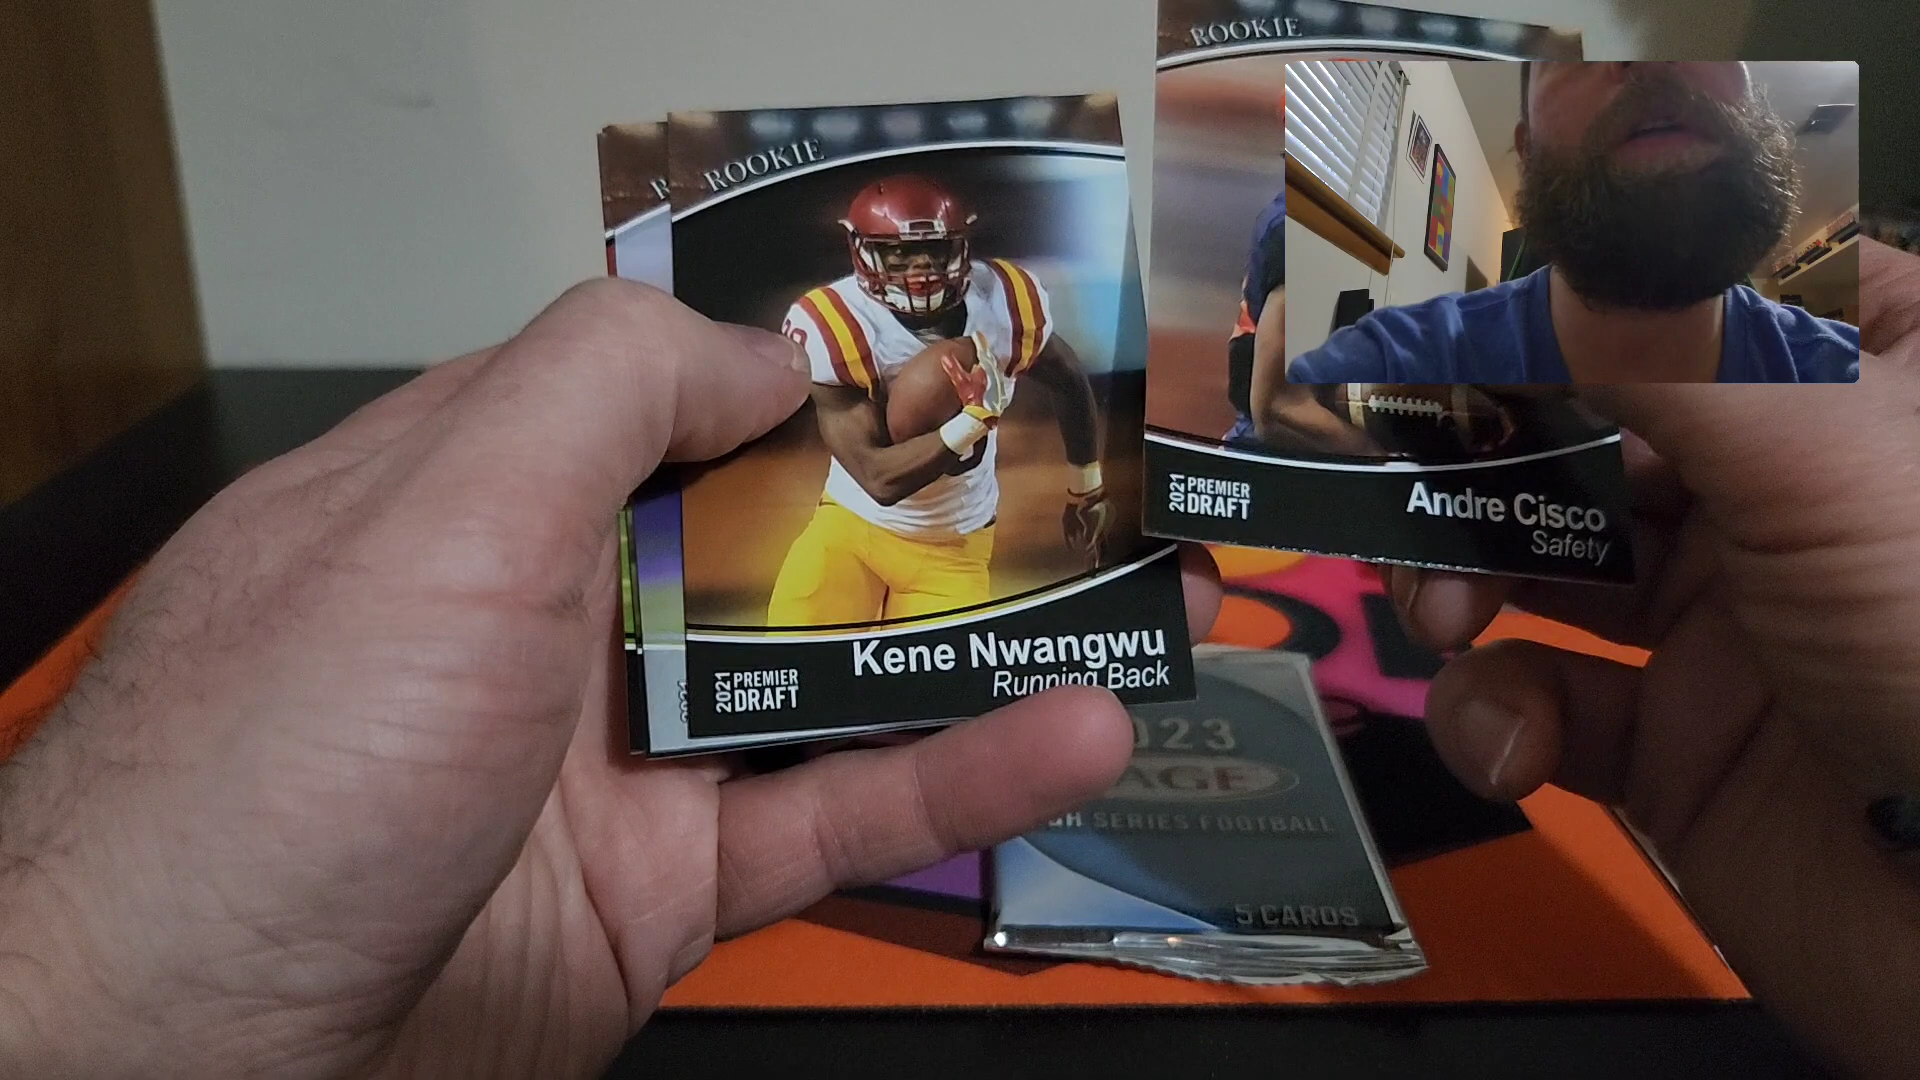 ROOKIE
Kene Nwangwu
Running Back
2021 PREMIER
DRAFT
ROOKIE
Andre Cisco
Safety
2021 PREMIER
DRAFT
SERIES FOOTBALL
5 CARDS